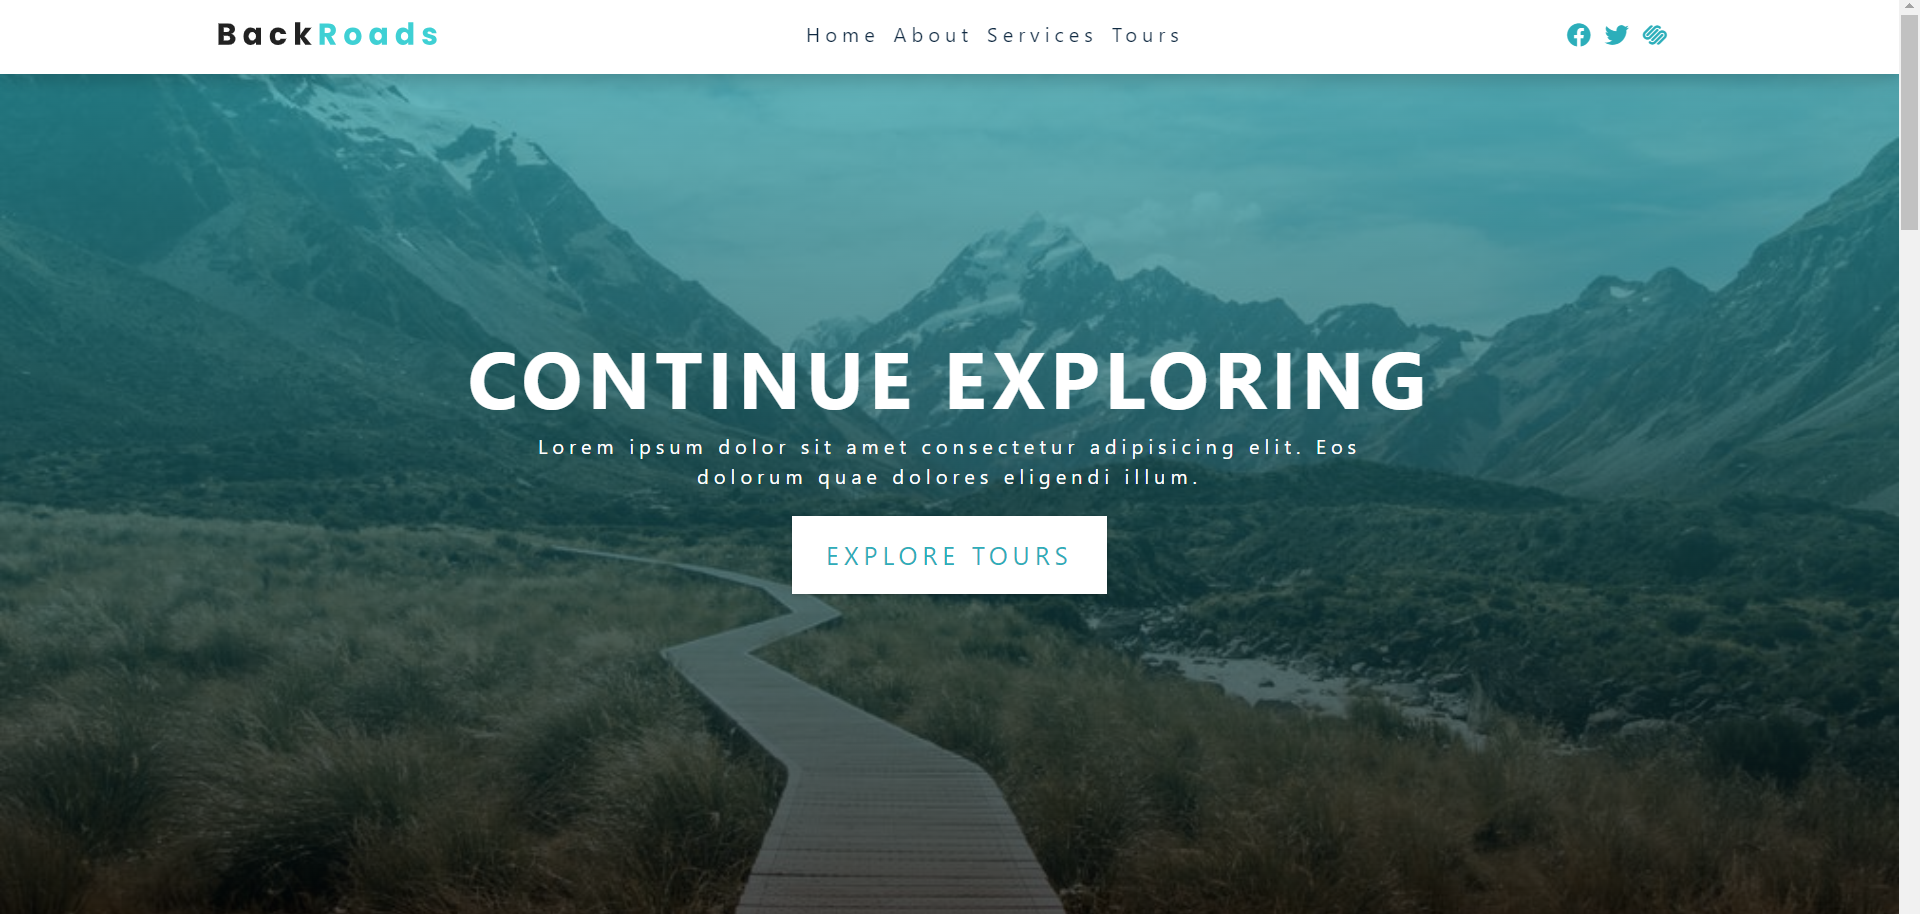 BackRoads
Home About Services Tours
CONTINUE EXPLORING
Lorem ipsum dolor sit amet consectetur adipisicing elit. Eos
dolorum quae dolores eligendi illum.
EXPLORE TOURS